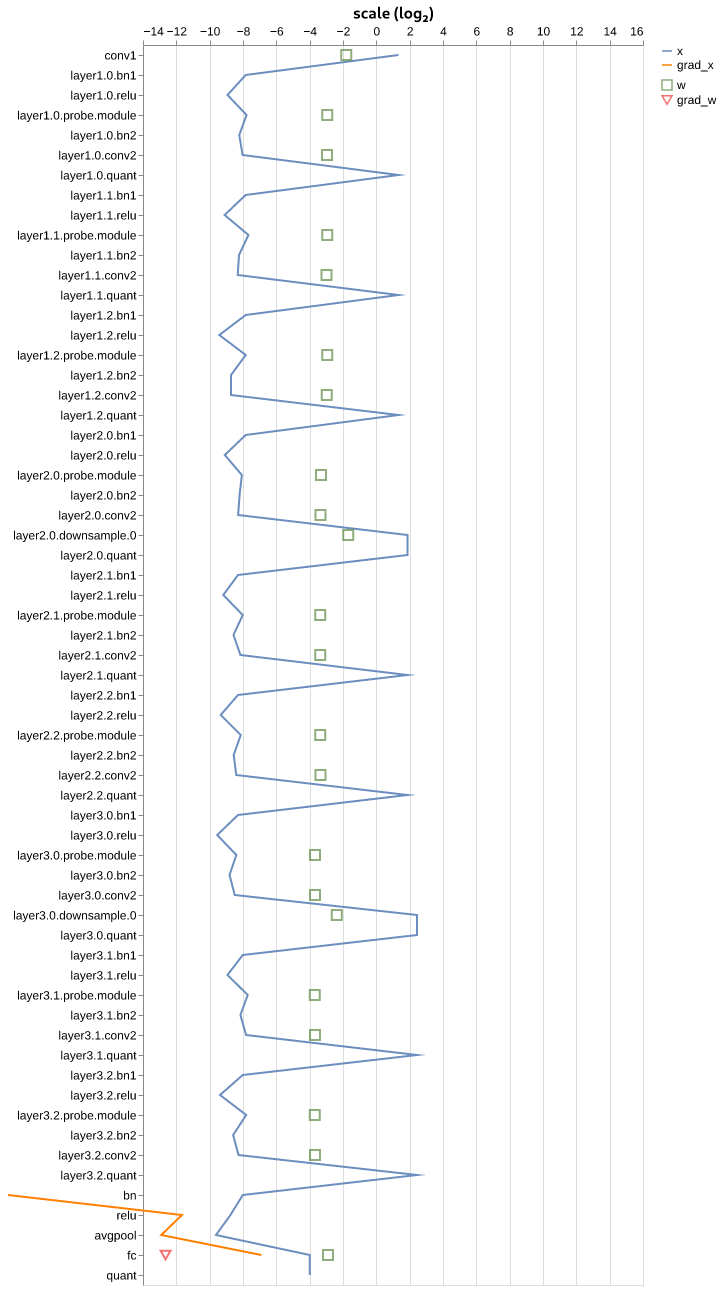 scale (log₂)
−14 −12 −10 −8 −6 −4 −2 0 2 4 6 8 10 12 14 16
x
grad_x
w
grad_w
conv1
layer1.0.bn1
layer1.0.relu
layer1.0.probe.module
layer1.0.bn2
layer1.0.conv2
layer1.0.quant
layer1.1.bn1
layer1.1.relu
layer1.1.probe.module
layer1.1.bn2
layer1.1.conv2
layer1.1.quant
layer1.2.bn1
layer1.2.relu
layer1.2.probe.module
layer1.2.bn2
layer1.2.conv2
layer1.2.quant
layer2.0.bn1
layer2.0.relu
layer2.0.probe.module
layer2.0.bn2
layer2.0.conv2
layer2.0.downsample.0
layer2.0.quant
layer2.1.bn1
layer2.1.relu
layer2.1.probe.module
layer2.1.bn2
layer2.1.conv2
layer2.1.quant
layer2.2.bn1
layer2.2.relu
layer2.2.probe.module
layer2.2.bn2
layer2.2.conv2
layer2.2.quant
layer3.0.bn1
layer3.0.relu
layer3.0.probe.module
layer3.0.bn2
layer3.0.conv2
layer3.0.downsample.0
layer3.0.quant
layer3.1.bn1
layer3.1.relu
layer3.1.probe.module
layer3.1.bn2
layer3.1.conv2
layer3.1.quant
layer3.2.bn1
layer3.2.relu
layer3.2.probe.module
layer3.2.bn2
layer3.2.conv2
layer3.2.quant
bn
relu
avgpool
fc
quant